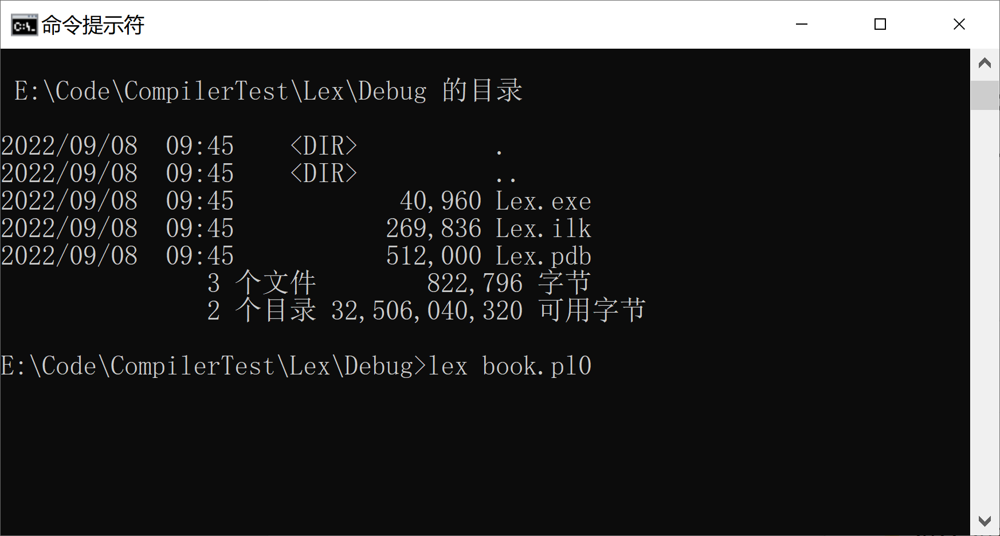 命令提示符
E:\Code\CompilerTest\Lex\Debug 的目录
2022/09/08  09:45    <DIR>          .
2022/09/08  09:45    <DIR>          ..
2022/09/08  09:45            40,960 Lex.exe
2022/09/08  09:45           269,836 Lex.ilk
2022/09/08  09:45           512,000 Lex.pdb
3 个文件        822,796 字节
2 个目录 32,506,040,320 可用字节
E:\Code\CompilerTest\Lex\Debug>lex book.pl0